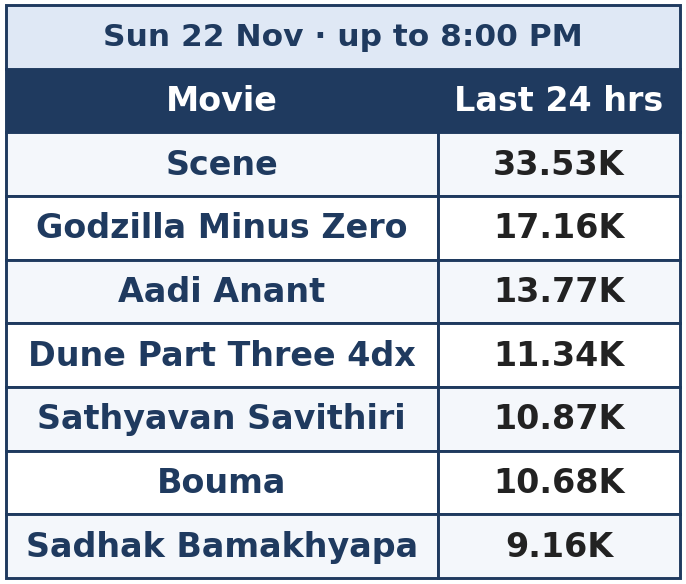 Sun 22 Nov · up to 8:00 PM
Movie Last 24 hrs
Scene 33.53K
Godzilla Minus Zero 17.16K
Aadi Anant 13.77K
Dune Part Three 4dx 11.34K
Sathyavan Savithiri 10.87K
Bouma 10.68K
Sadhak Bamakhyapa 9.16K